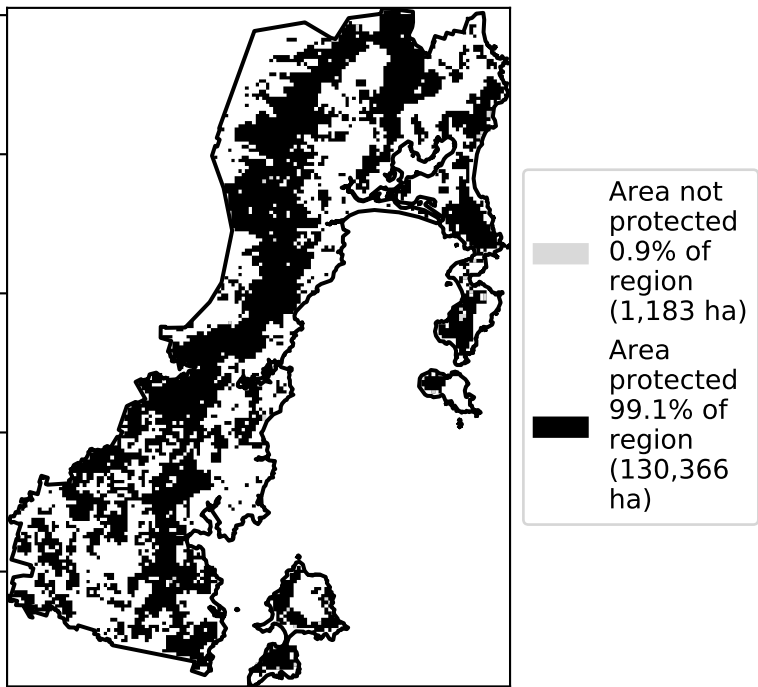 Area not
protected
0.9% of
region
(1,183 ha)
Area
protected
99.1% of
region
(130,366
ha)